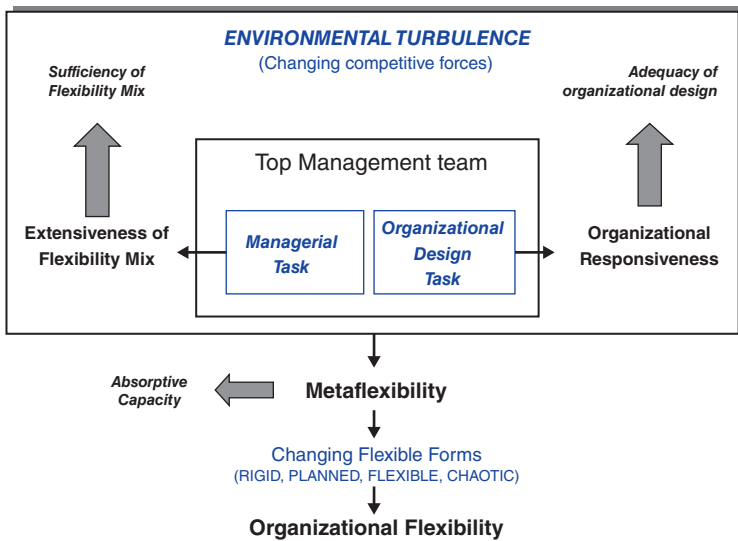 ENVIRONMENTAL TURBULENCE
(Changing competitive forces)
Sufficiency of
Flexibility Mix
Adequacy of
organizational design
Top Management team
Extensiveness of
Flexibility Mix
Managerial
Task
Organizational
Design
Task
Organizational
Responsiveness
Absorptive
Capacity
Metaflexibility
Changing Flexible Forms
(RIGID, PLANNED, FLEXIBLE, CHAOTIC)
Organizational Flexibility